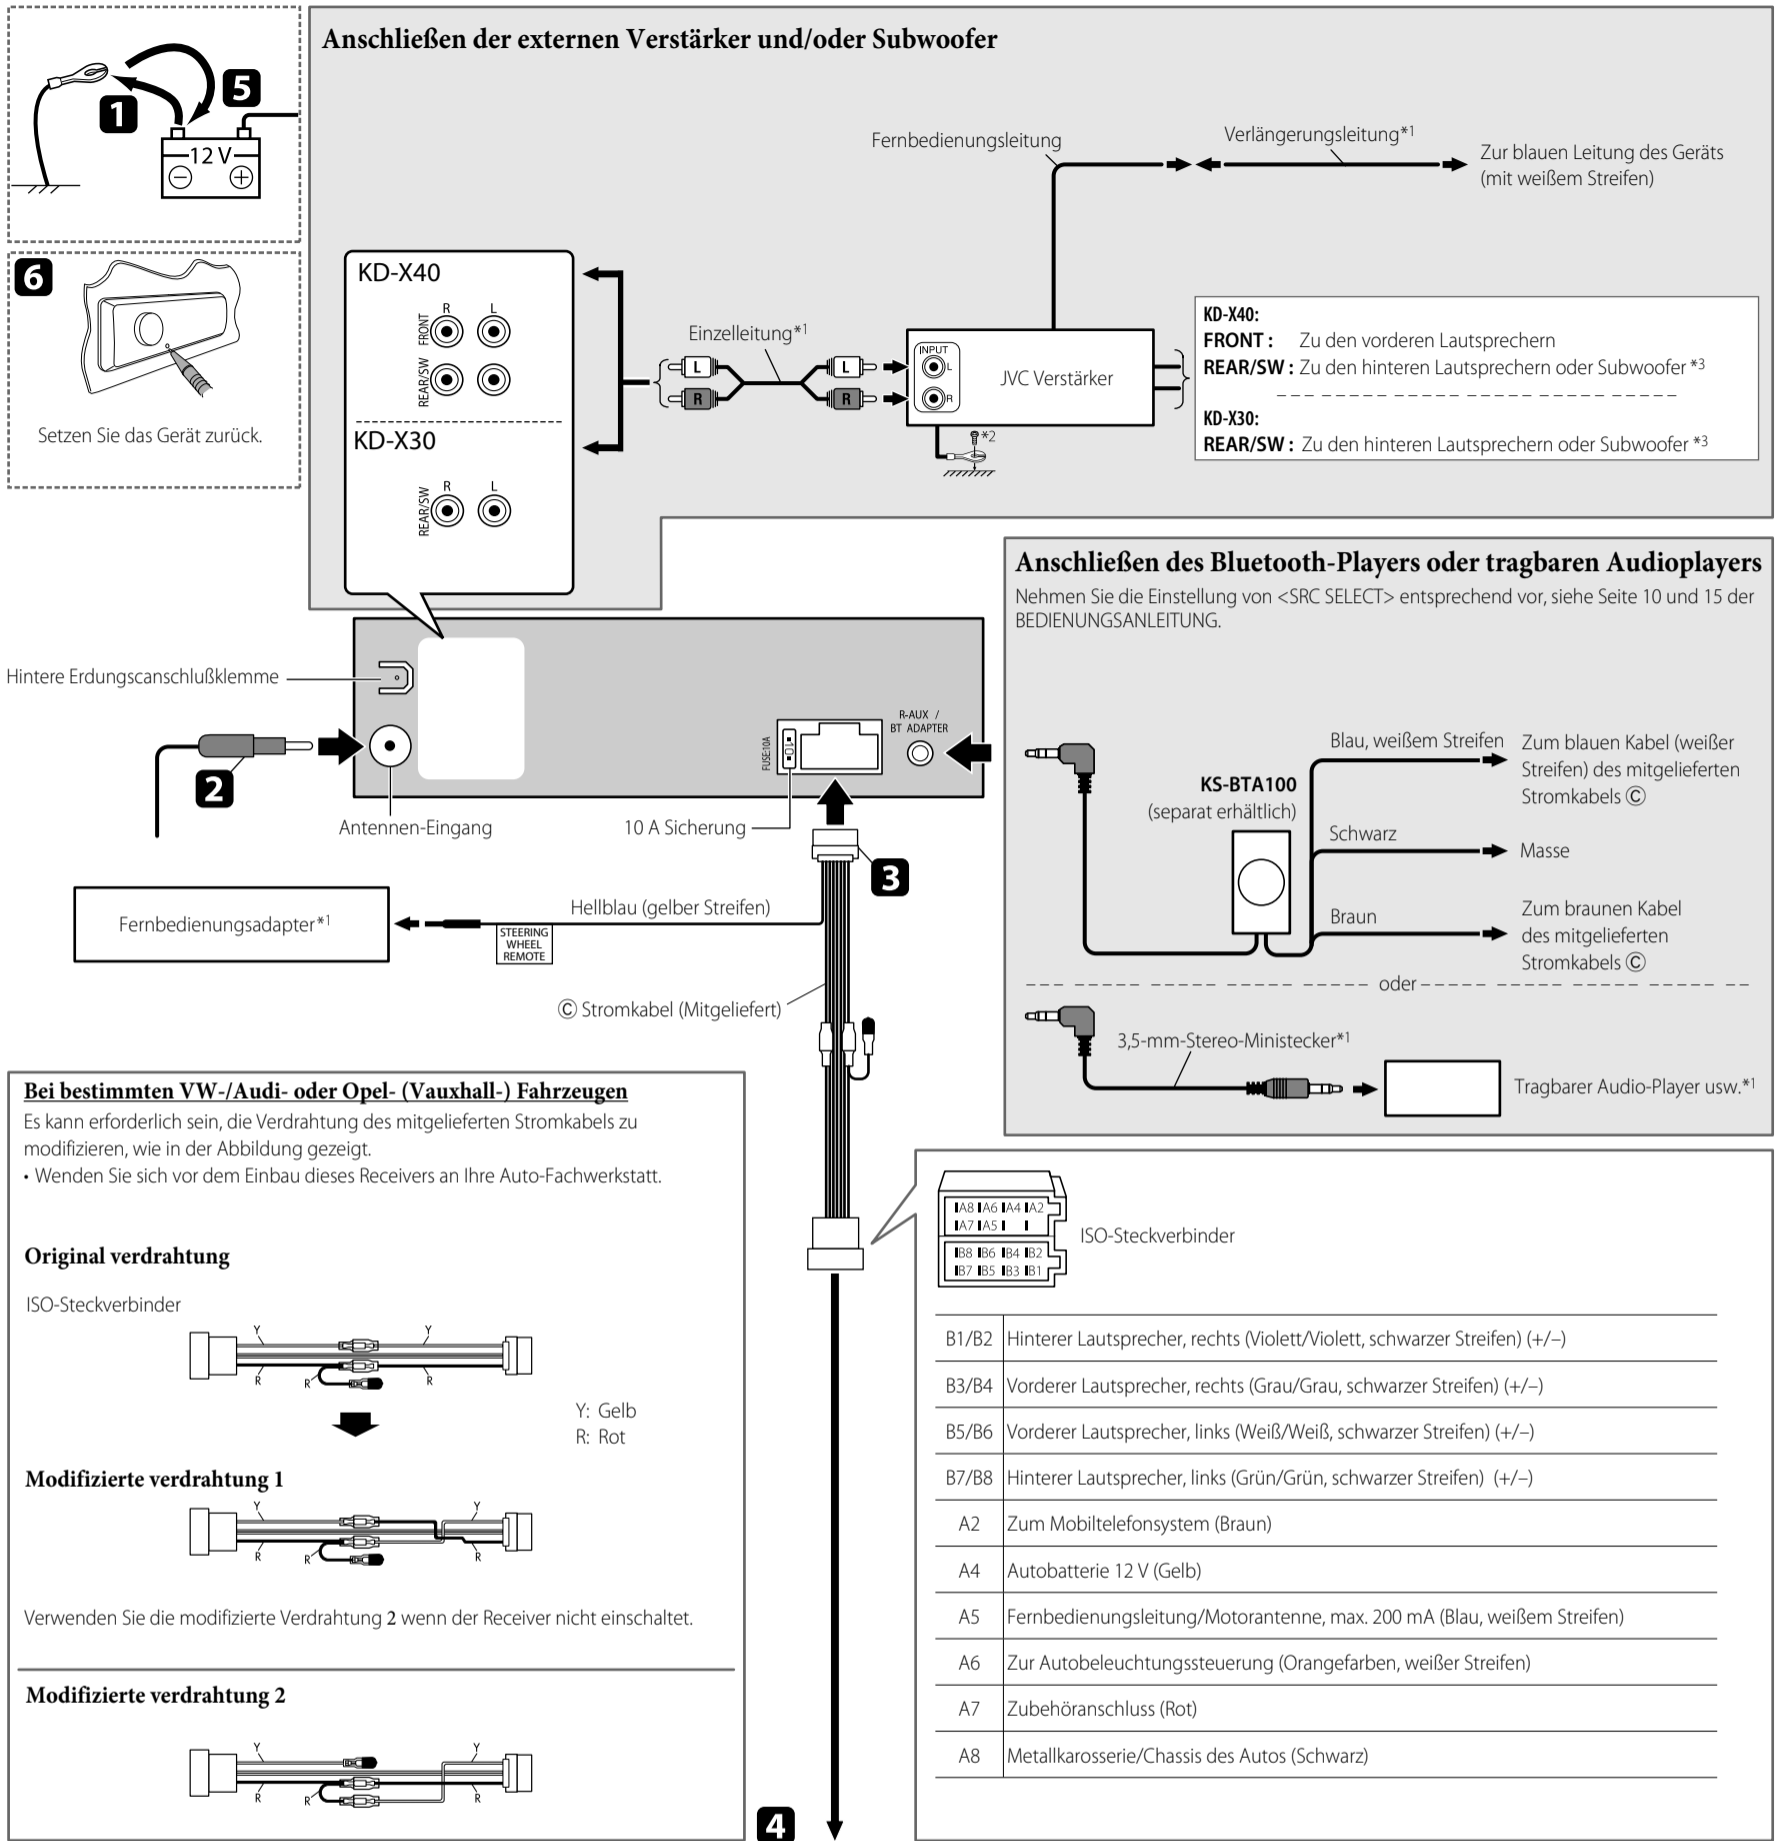 1
5
12 V
6
Setzen Sie das Gerät zurück.
Anschließen der externen Verstärker und/oder Subwoofer
Fernbedienungsleitung
Verlängerungsleitung*1
Zur blauen Leitung des Geräts
(mit weißem Streifen)
KD-X40
R L
FRONT
REAR/SW
KD-X30
R L
REAR/SW
Einzelleitung*1
L
R
L
R
INPUT
L
R
JVC Verstärker
*2
KD-X40:
FRONT : Zu den vorderen Lautsprechern
REAR/SW : Zu den hinteren Lautsprechern oder Subwoofer *3
KD-X30:
REAR/SW : Zu den hinteren Lautsprechern oder Subwoofer *3
Hintere Erdungscanschlußklemme
2
Antennen-Eingang
FUSE:10A
10
R-AUX /
BT ADAPTER
10 A Sicherung
3
Fernbedienungsadapter*1
Hellblau (gelber Streifen)
STEERING
WHEEL
REMOTE
Ⓒ Stromkabel (Mitgeliefert)
Anschließen des Bluetooth-Players oder tragbaren Audioplayers
Nehmen Sie die Einstellung von <SRC SELECT> entsprechend vor, siehe Seite 10 und 15 der
BEDIENUNGSANLEITUNG.
KS-BTA100
(separat erhältlich)
Blau, weißem Streifen
Zum blauen Kabel (weißer
Streifen) des mitgelieferten
Stromkabels Ⓒ
Schwarz
Masse
Braun
Zum braunen Kabel
des mitgelieferten
Stromkabels Ⓒ
oder
3,5-mm-Stereo-Ministecker*1
Tragbarer Audio-Player usw.*1
Bei bestimmten VW-/Audi- oder Opel- (Vauxhall-) Fahrzeugen
Es kann erforderlich sein, die Verdrahtung des mitgelieferten Stromkabels zu
modifizieren, wie in der Abbildung gezeigt.
• Wenden Sie sich vor dem Einbau dieses Receivers an Ihre Auto-Fachwerkstatt.
Original verdrahtung
ISO-Steckverbinder
Y Y
R R R
Y: Gelb
R: Rot
Modifizierte verdrahtung 1
Y Y
R R R
Verwenden Sie die modifizierte Verdrahtung 2 wenn der Receiver nicht einschaltet.
Modifizierte verdrahtung 2
Y Y
R R R
4
A8 A6 A4 A2
A7 A5
B8 B6 B4 B2
B7 B5 B3 B1
ISO-Steckverbinder
B1/B2 Hinterer Lautsprecher, rechts (Violett/Violett, schwarzer Streifen) (+/–)
B3/B4 Vorderer Lautsprecher, rechts (Grau/Grau, schwarzer Streifen) (+/–)
B5/B6 Vorderer Lautsprecher, links (Weiß/Weiß, schwarzer Streifen) (+/–)
B7/B8 Hinterer Lautsprecher, links (Grün/Grün, schwarzer Streifen) (+/–)
A2 Zum Mobiltelefonsystem (Braun)
A4 Autobatterie 12 V (Gelb)
A5 Fernbedienungsleitung/Motorantenne, max. 200 mA (Blau, weißem Streifen)
A6 Zur Autobeleuchtungssteuerung (Orangefarben, weißer Streifen)
A7 Zubehöranschluss (Rot)
A8 Metallkarosserie/Chassis des Autos (Schwarz)